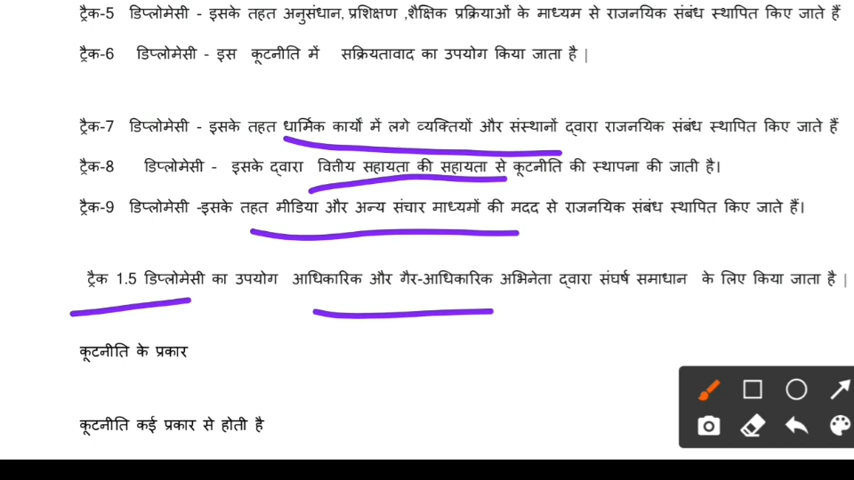 ट्रैक-5 डिप्लोमेसी - इसके तहत अनुसंधान, प्रशिक्षण ,शैक्षिक प्रक्रियाओं के माध्यम से राजनयिक संबंध स्थापित किए जाते हैं
ट्रैक-6 डिप्लोमेसी - इस कूटनीति में सक्रियतावाद का उपयोग किया जाता है |
ट्रैक-7 डिप्लोमेसी - इसके तहत धार्मिक कार्यों में लगे व्यक्तियों और संस्थानों द्वारा राजनयिक संबंध स्थापित किए जाते हैं
ट्रैक-8 डिप्लोमेसी - इसके द्वारा वित्तीय सहायता की सहायता से कूटनीति की स्थापना की जाती है।
ट्रैक-9 डिप्लोमेसी -इसके तहत मीडिया और अन्य संचार माध्यमों की मदद से राजनयिक संबंध स्थापित किए जाते हैं।
ट्रैक 1.5 डिप्लोमेसी का उपयोग आधिकारिक और गैर-आधिकारिक अभिनेता द्वारा संघर्ष समाधान के लिए किया जाता है |
कूटनीति के प्रकार
कूटनीति कई प्रकार से होती है